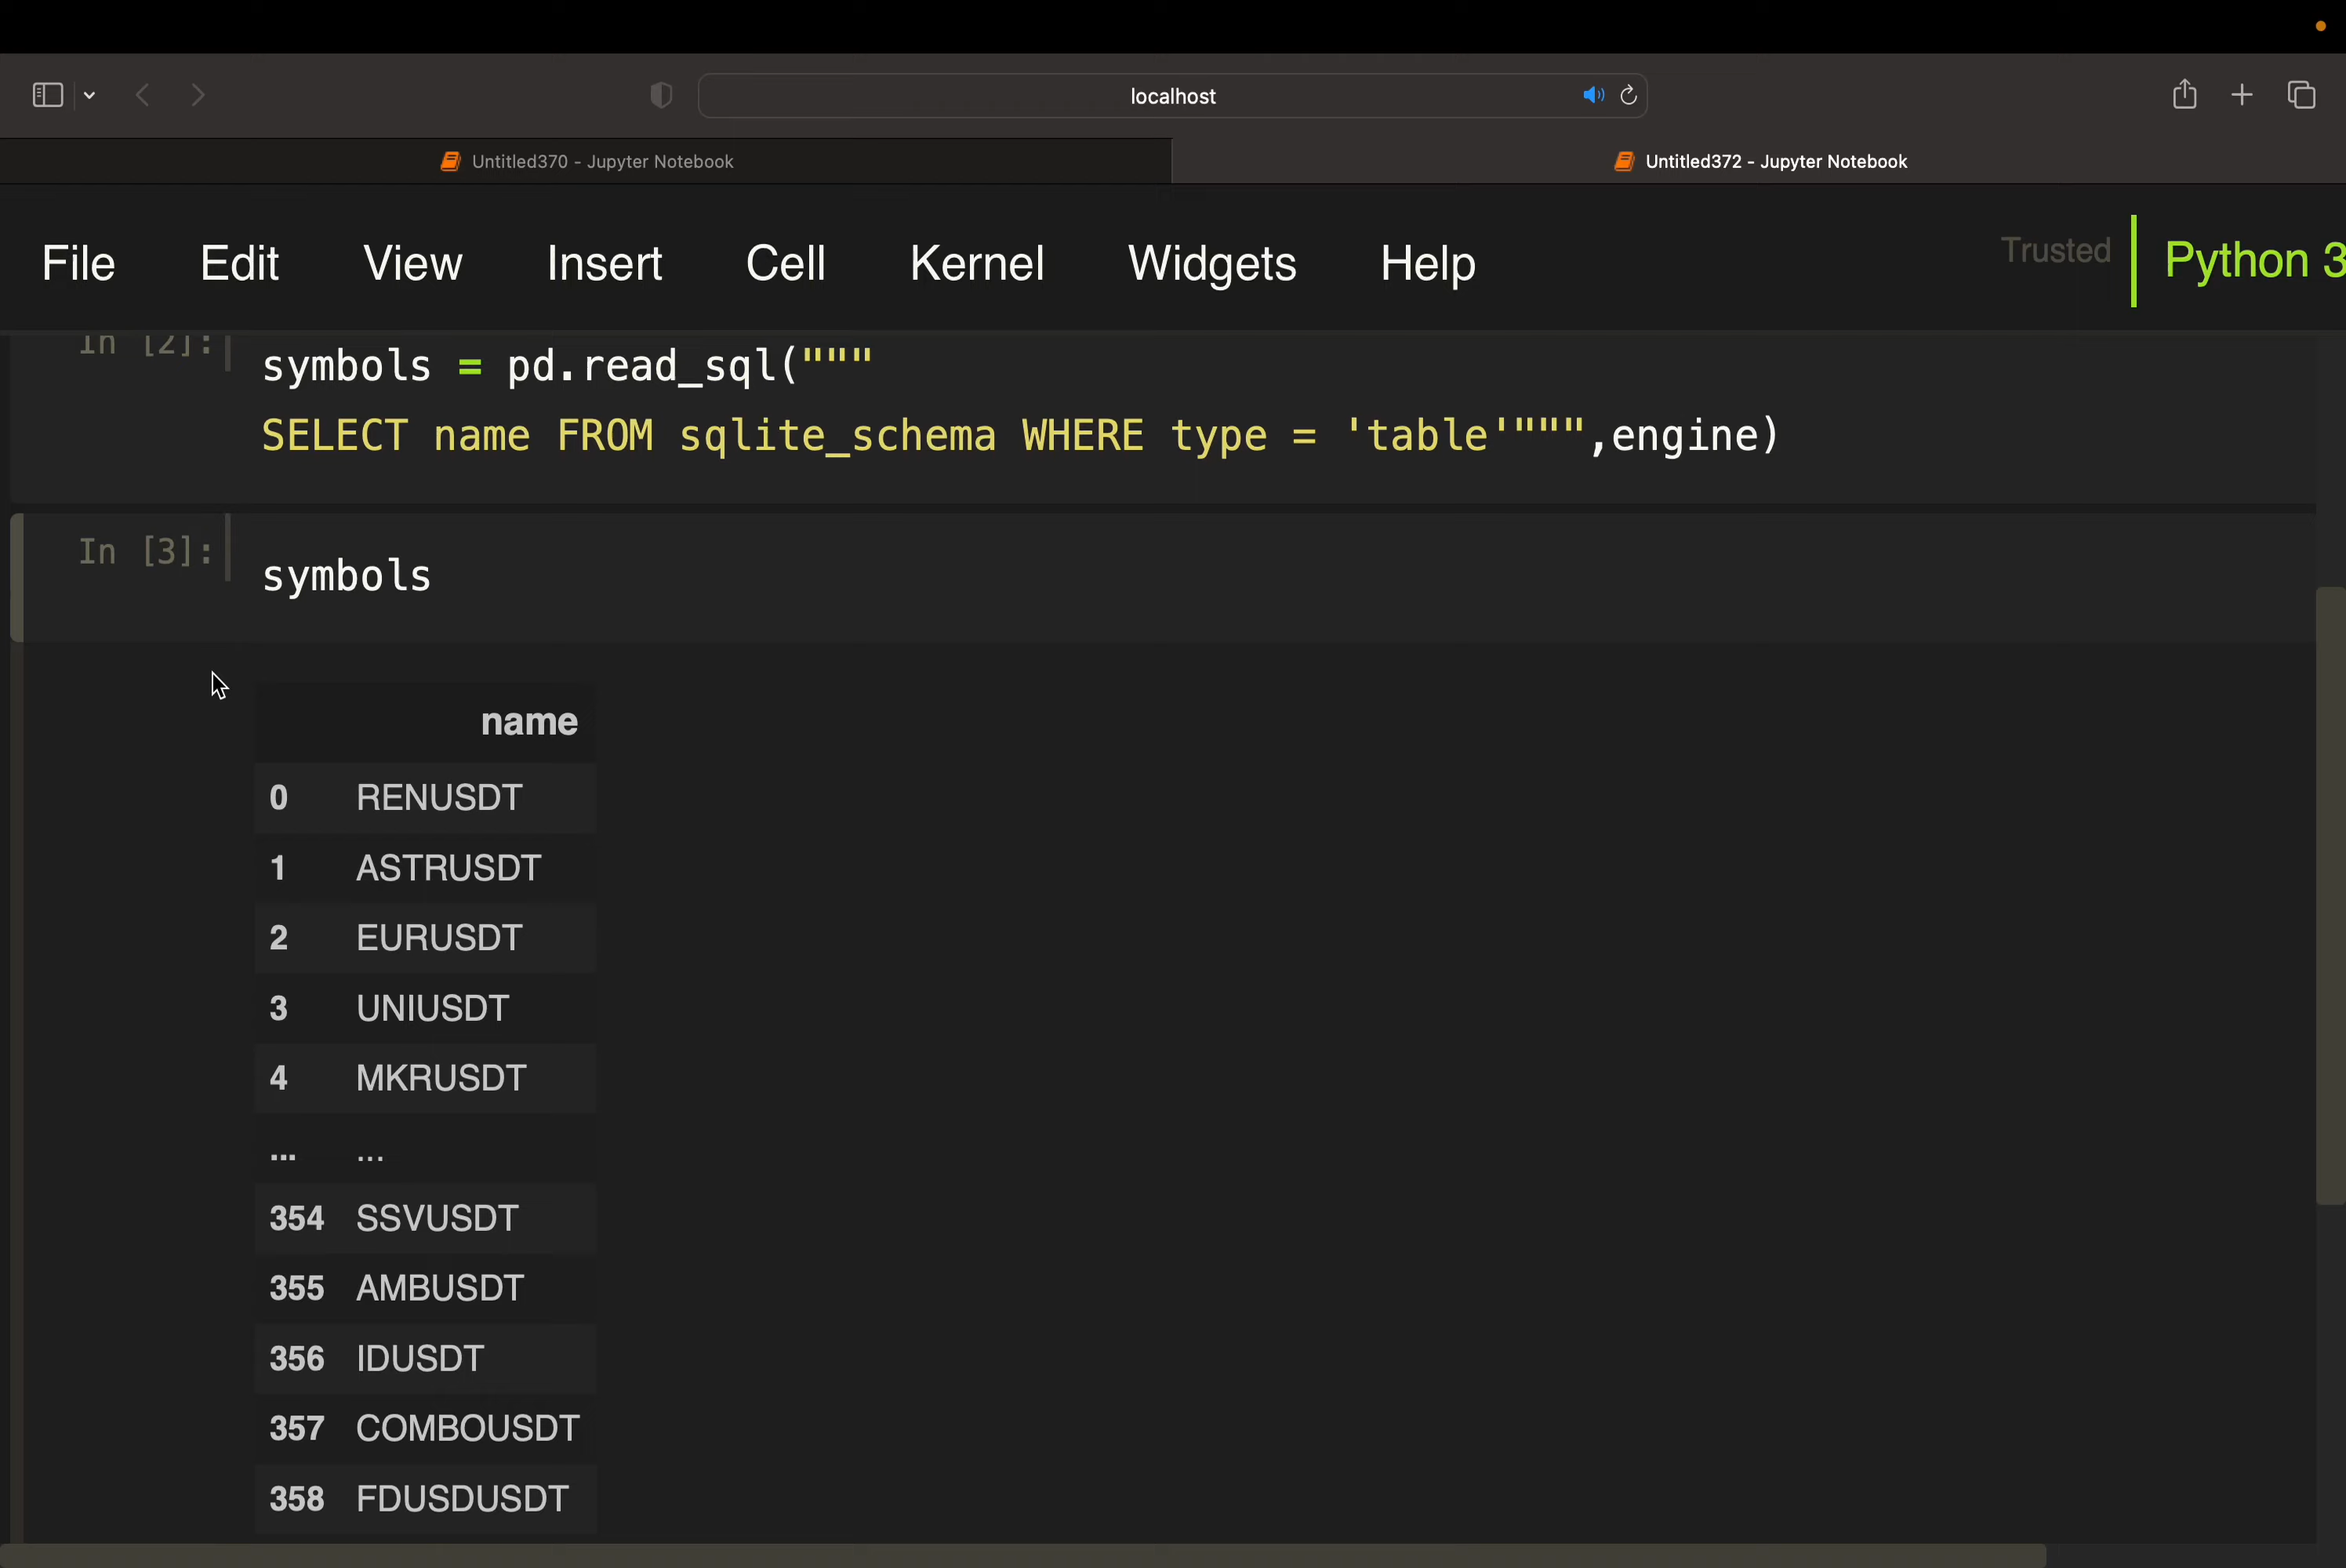 localhost
Untitled370 - Jupyter Notebook
Untitled372 - Jupyter Notebook
File Edit View Insert Cell Kernel Widgets Help
Trusted
Python 3
In [2]:
symbols = pd.read_sql("""
SELECT name FROM sqlite_schema WHERE type = 'table'""",engine)
In [3]:
symbols
name
0 RENUSDT
1 ASTRUSDT
2 EURUSDT
3 UNIUSDT
4 MKRUSDT
... ...
354 SSVUSDT
355 AMBUSDT
356 IDUSDT
357 COMBOUSDT
358 FDUSDUSDT